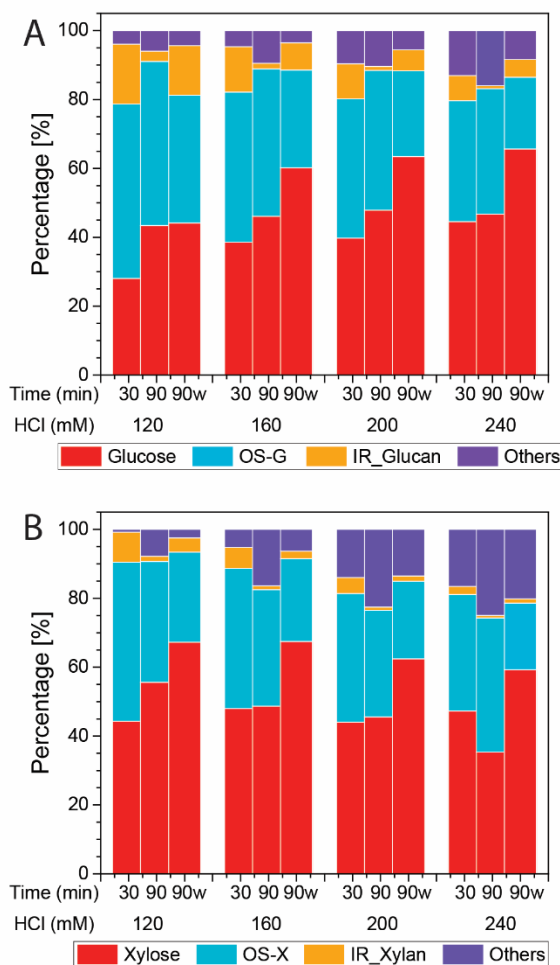 A
Percentage [%]
100
80
60
40
20
0
Time (min) 30 90 90w 30 90 90w 30 90 90w 30 90 90w
HCl (mM) 120 160 200 240
Glucose OS-G IR_Glucan Others
B
Percentage [%]
100
80
60
40
20
0
Time (min) 30 90 90w 30 90 90w 30 90 90w 30 90 90w
HCl (mM) 120 160 200 240
Xylose OS-X IR_Xylan Others